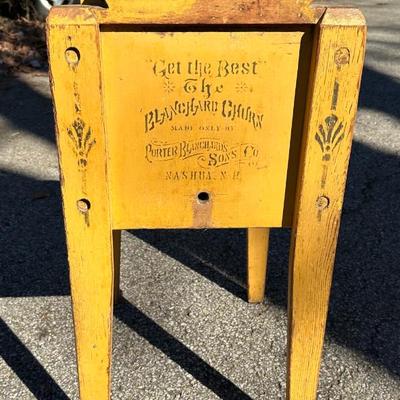 "Get the Best"
The
BLANCHARD CHURN
MADE ONLY BY
PORTER BLANCHARD'S
SONS CO
NASHUA, N.H.